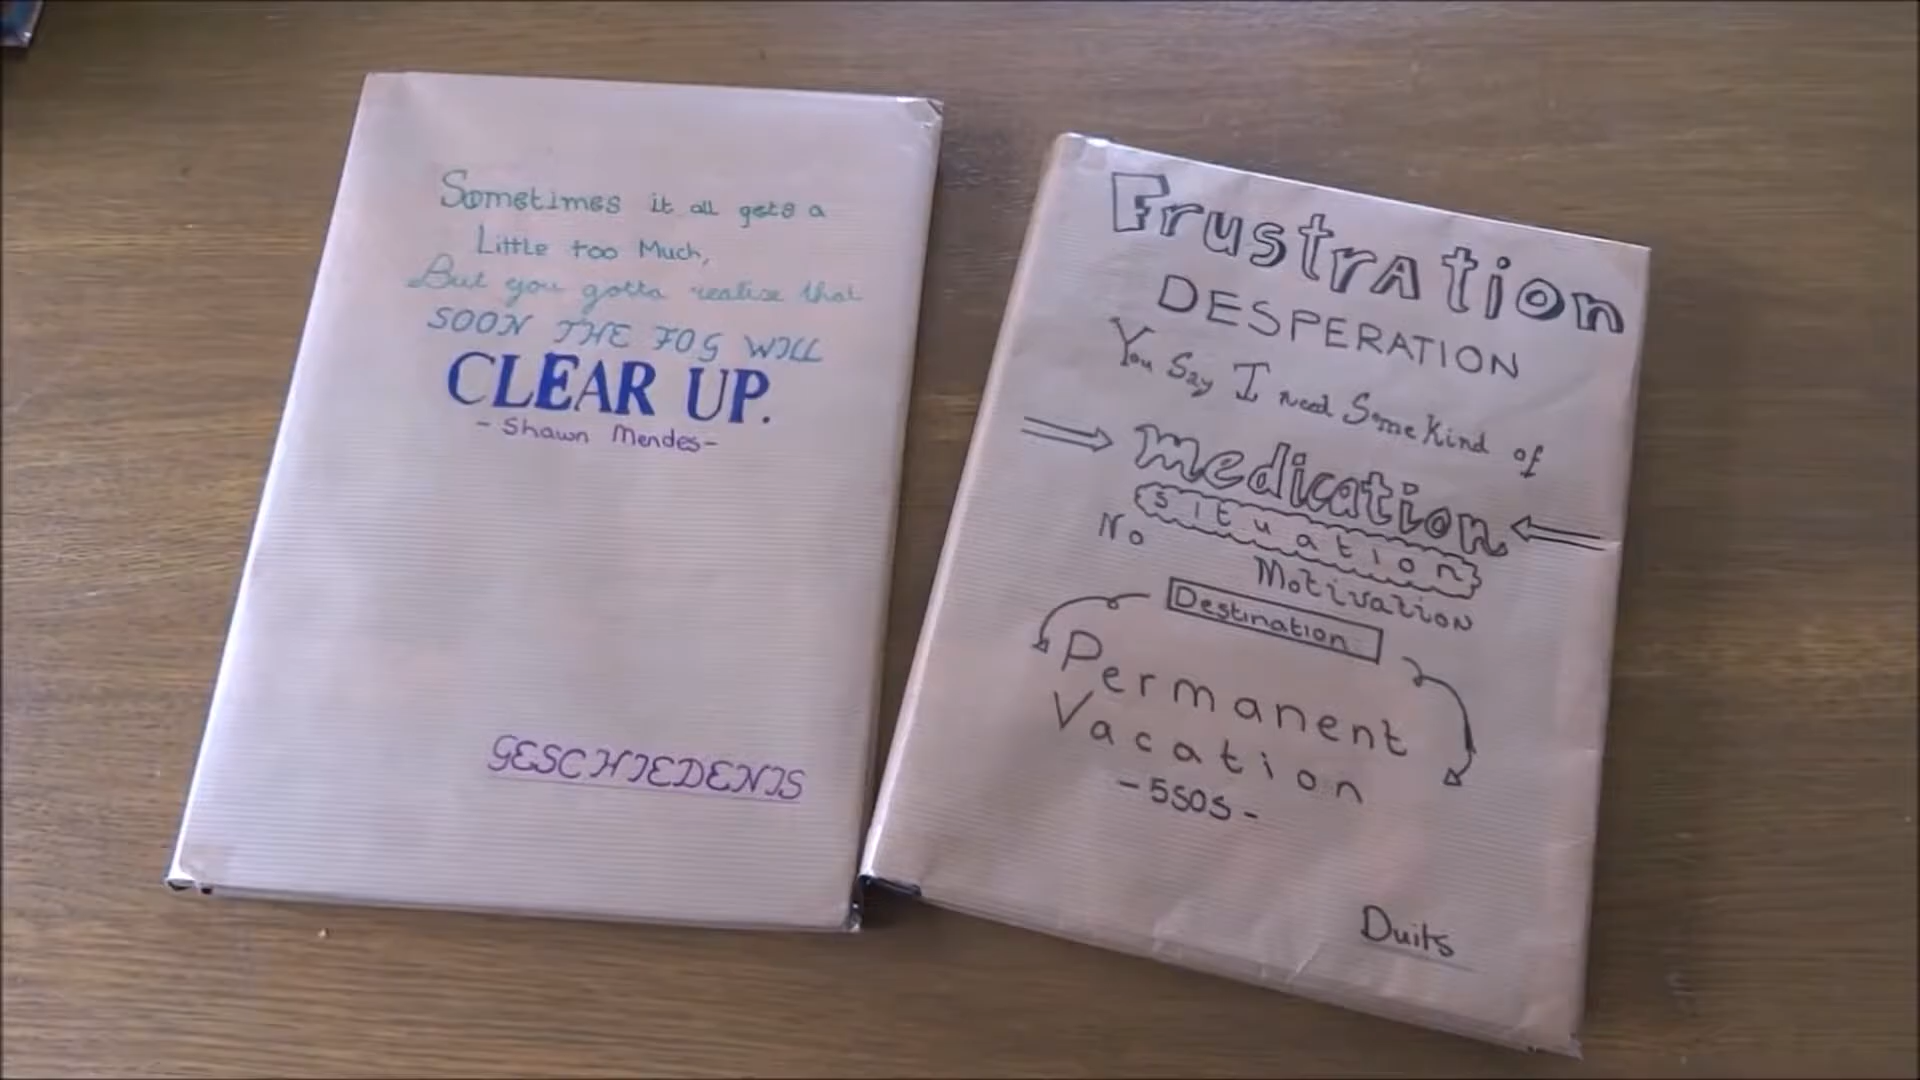 Sometimes it all gets a
Little too Much,
But you gotta realise that
SOON THE FOG WILL
CLEAR UP.
- Shawn Mendes-
GESCHIEDENIS
Frustration
DESPERATION
You Say I need Some Kind of
medication
situation
No
Motivation
Destination
Permanent
Vacation
- 5SOS -
Duits